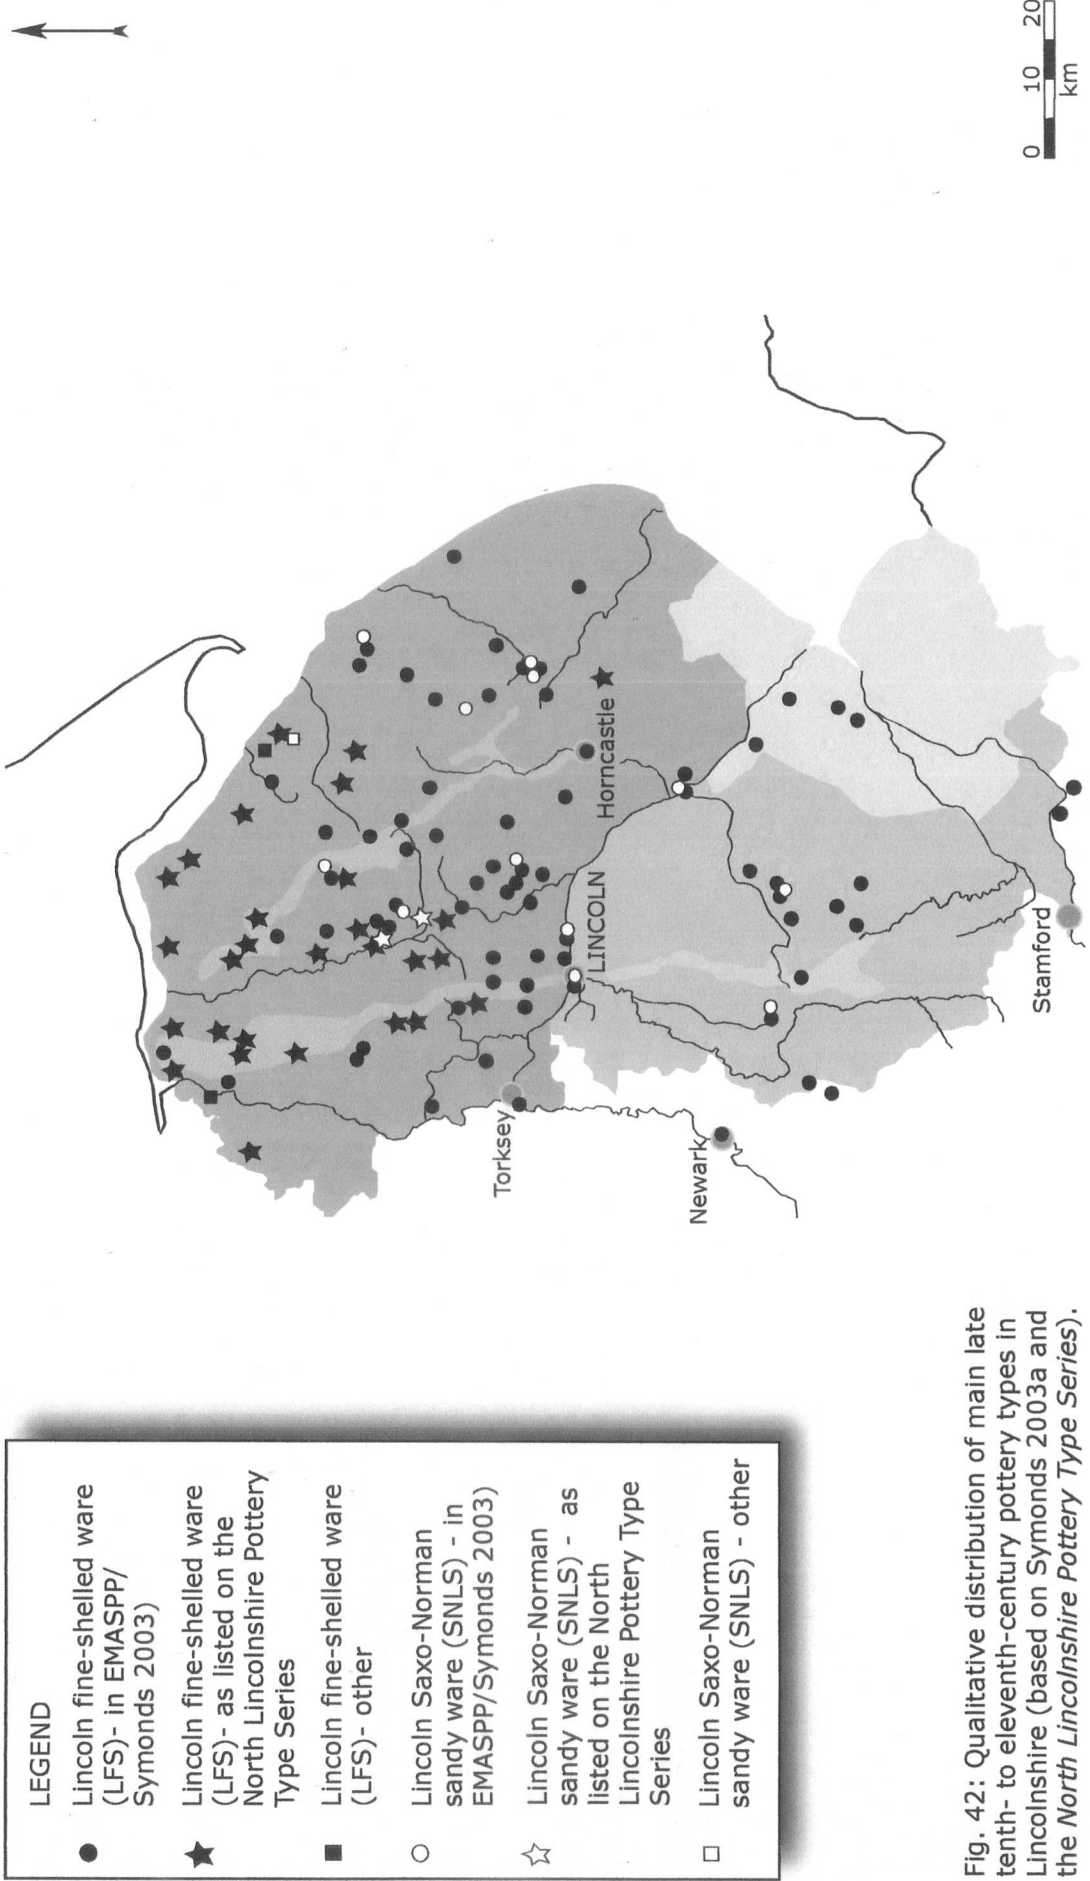 LEGEND
Lincoln fine-shelled ware
(LFS)- in EMASPP/
Symonds 2003)
Lincoln fine-shelled ware
(LFS)- as listed on the
North Lincolnshire Pottery
Type Series
Lincoln fine-shelled ware
(LFS)- other
Lincoln Saxo-Norman
sandy ware (SNLS) - in
EMASPP/Symonds 2003)
Lincoln Saxo-Norman
sandy ware (SNLS) - as
listed on the North
Lincolnshire Pottery Type
Series
Lincoln Saxo-Norman
sandy ware (SNLS) - other
Torksey
LINCOLN
Horncastle
Newark
Stamford
0 10 20
km
Fig. 42: Qualitative distribution of main late
tenth- to eleventh-century pottery types in
Lincolnshire (based on Symonds 2003a and
the North Lincolnshire Pottery Type Series).